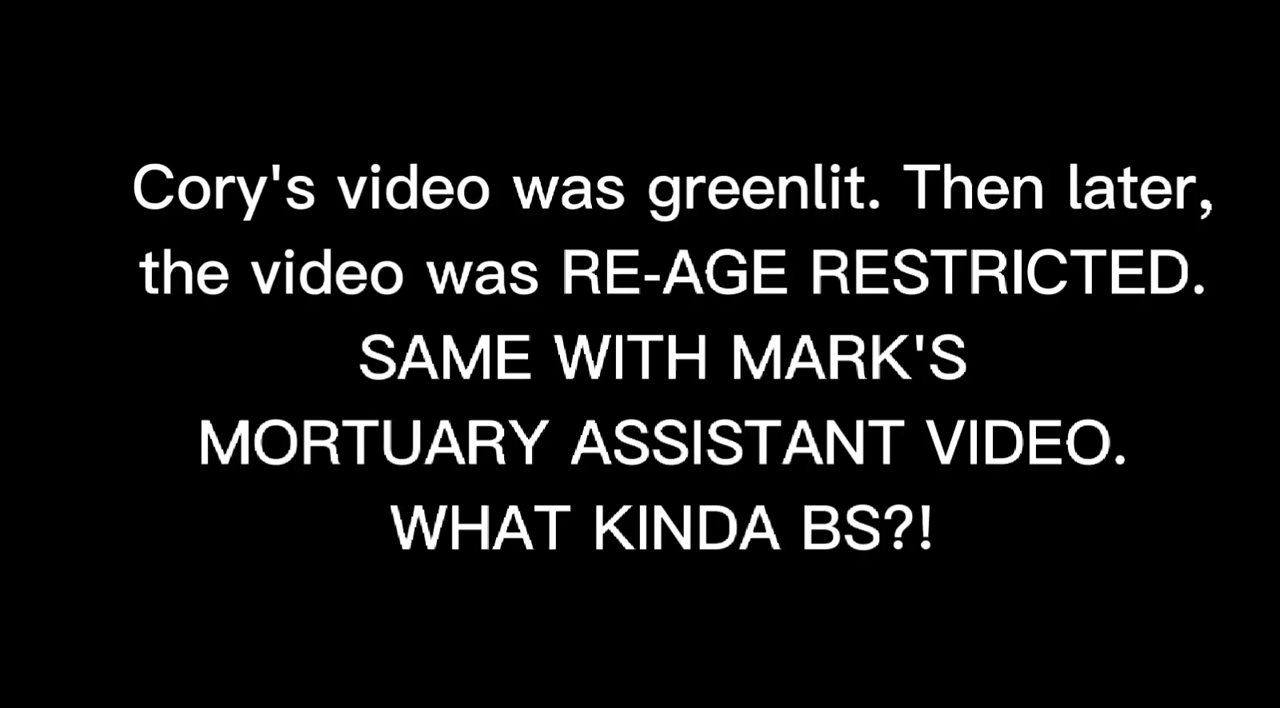 Cory's video was greenlit. Then later,
the video was RE-AGE RESTRICTED.
SAME WITH MARK'S
MORTUARY ASSISTANT VIDEO.
WHAT KINDA BS?!